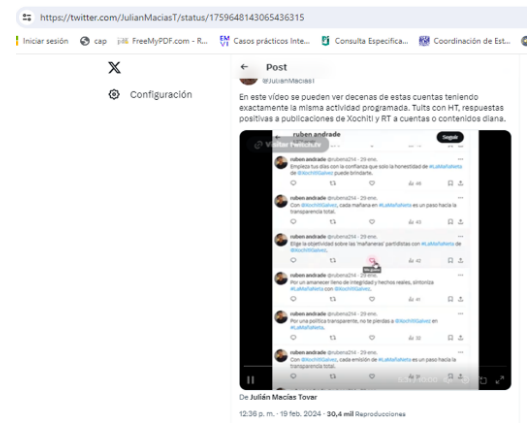 https://twitter.com/JulianMaciasT/status/1759648143065436315
Iniciar sesión cap FreeMyPDF.com - R... Casos prácticos Inte... Consulta Especifica... Coordinación de Est...
X
Configuración
← Post
@JulianMaciasT
En este vídeo se pueden ver decenas de estas cuentas teniendo
exactamente la misma actividad programada. Tuits con HT, respuestas
positivas a publicaciones de Xochitl y RT a cuentas o contenidos diana.
ruben andrade
Seguir
ruben andrade @rubena214 · 29 ene.
Empieza tus días con la confianza que solo la honestidad de #LaMañaNeta
de @XochitlGalvez puede brindarte.
ruben andrade @rubena214 · 29 ene.
Con @XochitlGalvez, cada mañana en #LaMañaNeta es un paso hacia la
transparencia total.
ruben andrade @rubena214 · 29 ene.
Elige la objetividad sobre las 'mañaneras' partidistas con #LaMañaNeta de
@XochitlGalvez.
ruben andrade @rubena214 · 29 ene.
Por un amanecer lleno de integridad y hechos reales, sintoniza
#LaMañaNeta con @XochitlGalvez.
ruben andrade @rubena214 · 29 ene.
Por una política transparente, no te pierdas a @XochitlGalvez en
#LaMañaNeta.
ruben andrade @rubena214 · 29 ene.
Con @XochitlGalvez, cada emisión de #LaMañaNeta es un paso hacia la
transparencia total.
De Julián Macías Tovar
12:36 p. m. · 19 feb. 2024 · 30,4 mil Reproducciones